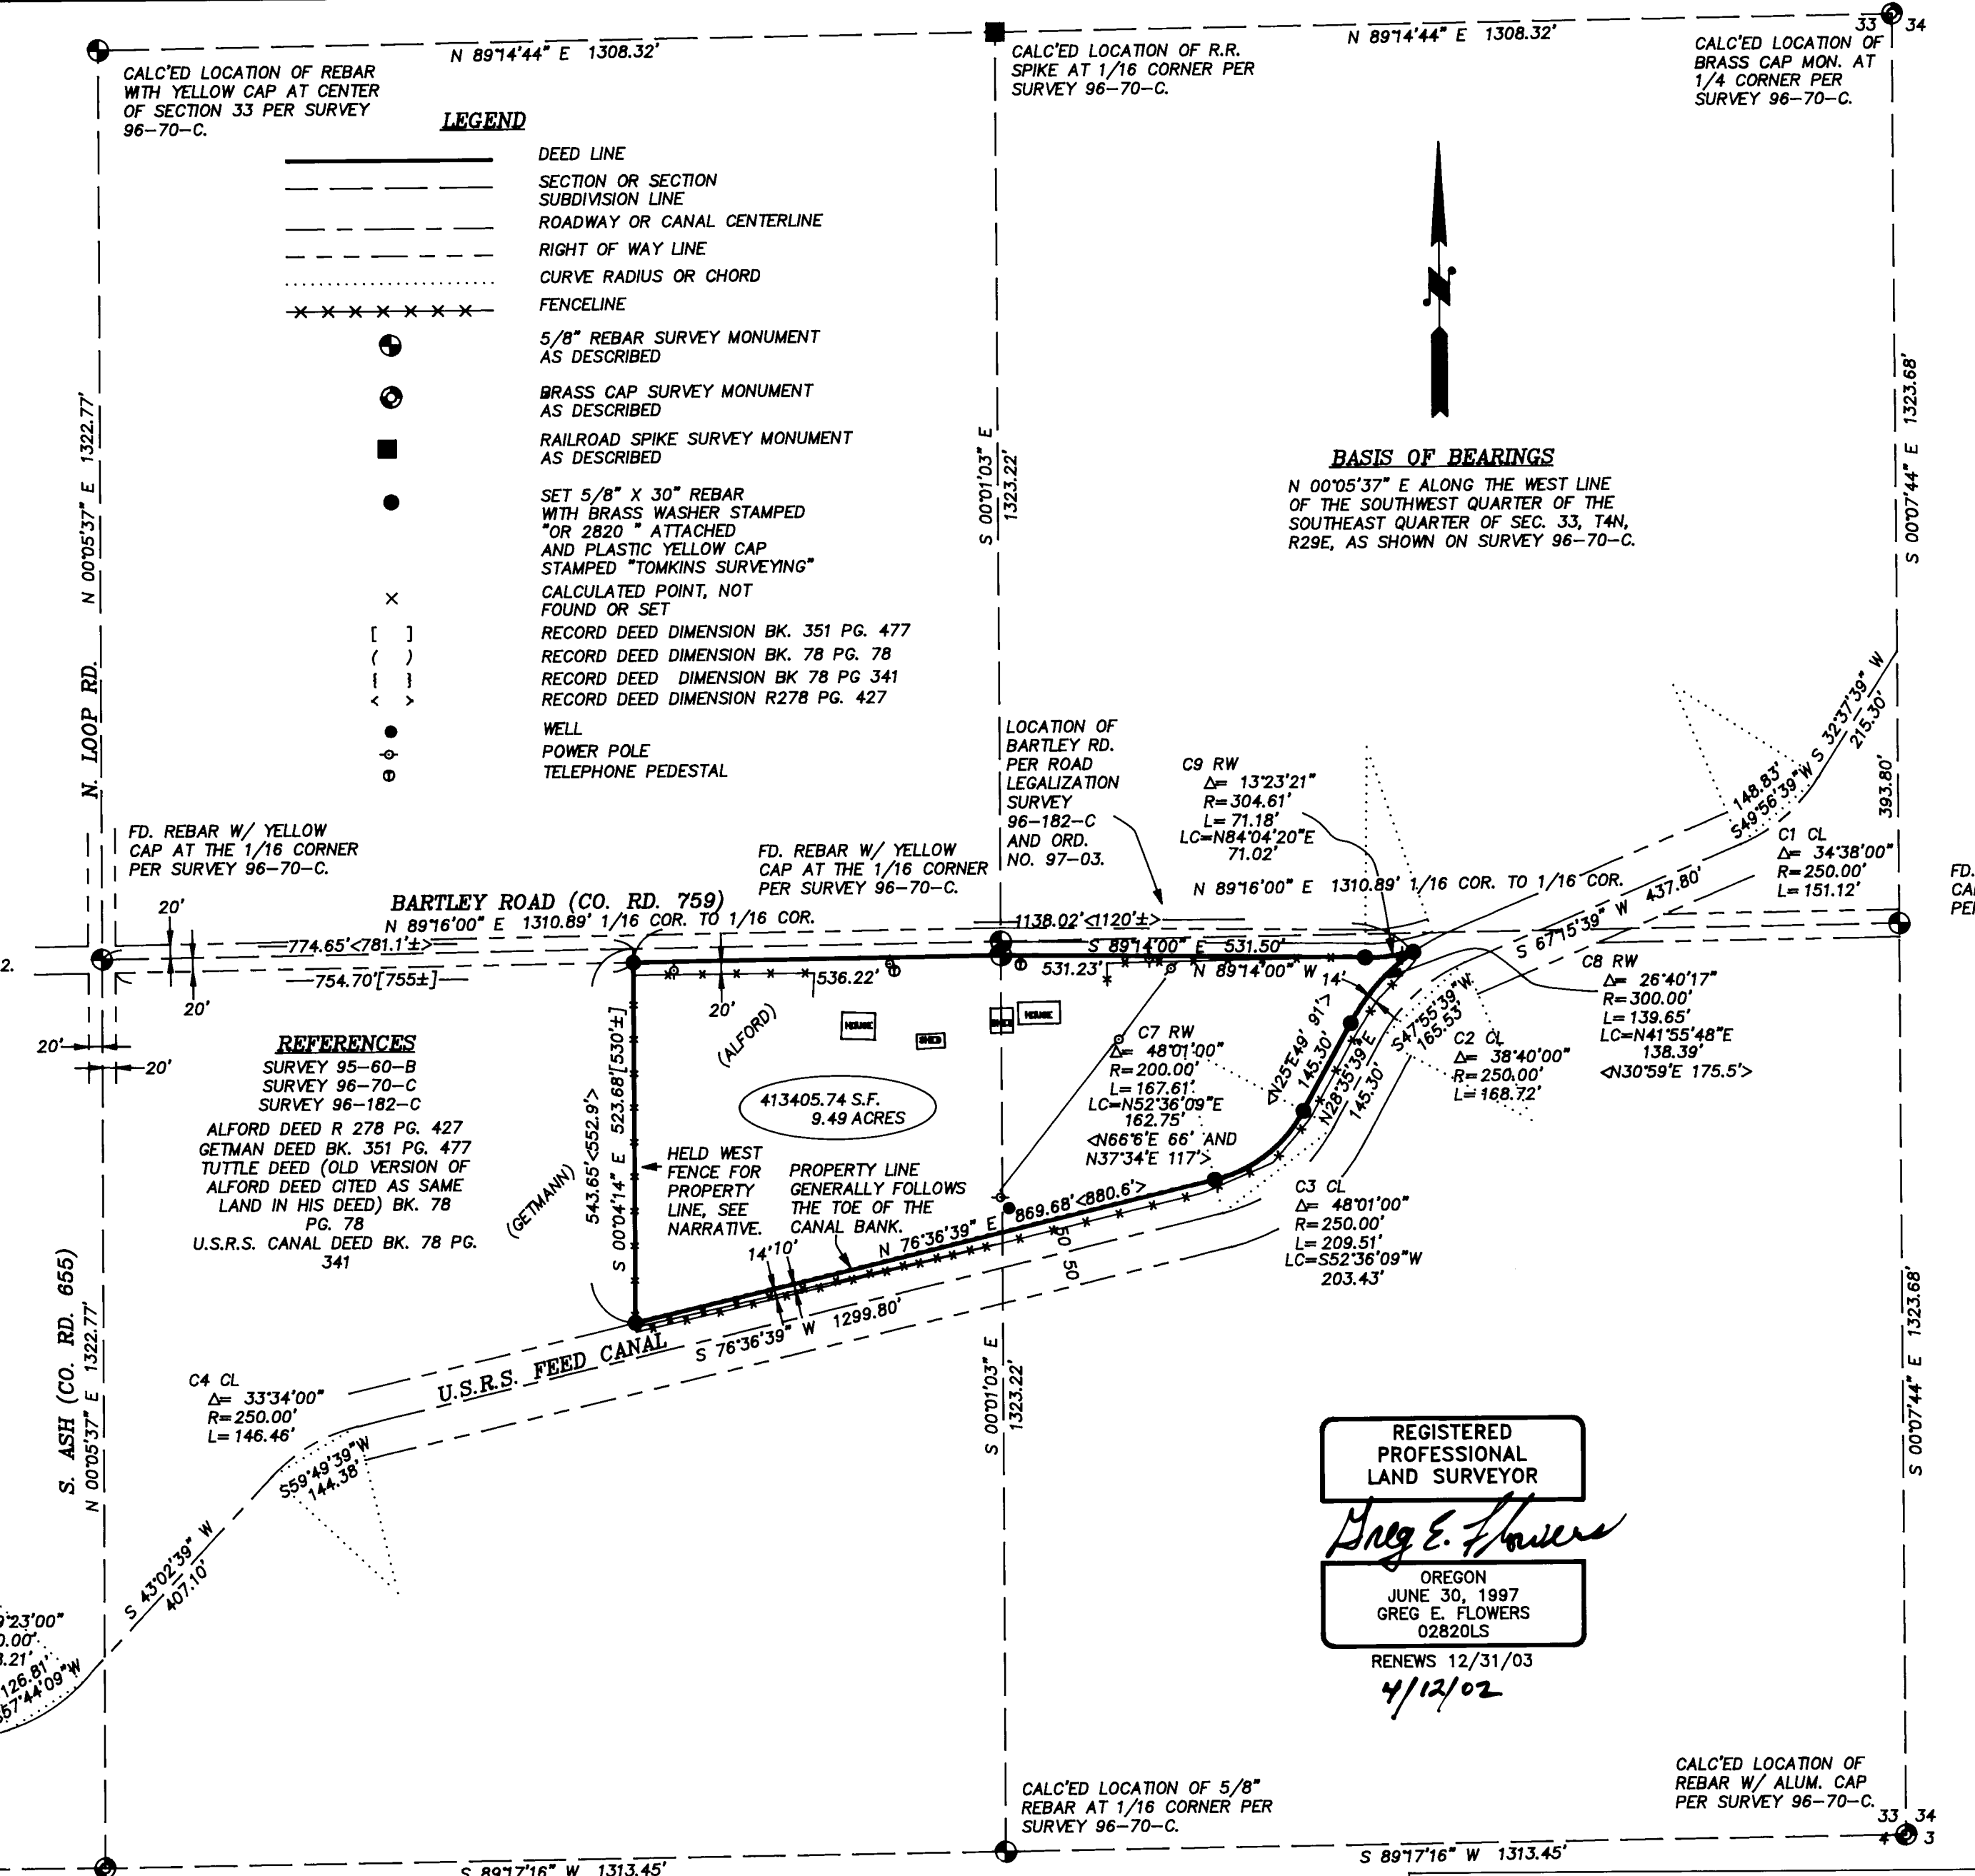 N 89°14'44" E 1308.32'
N 89°14'44" E 1308.32'
33 34
CALC'ED LOCATION OF REBAR
WITH YELLOW CAP AT CENTER
OF SECTION 33 PER SURVEY
96-70-C.
CALC'ED LOCATION OF R.R.
SPIKE AT 1/16 CORNER PER
SURVEY 96-70-C.
CALC'ED LOCATION OF
BRASS CAP MON. AT
1/4 CORNER PER
SURVEY 96-70-C.
LEGEND
DEED LINE
SECTION OR SECTION
SUBDIVISION LINE
ROADWAY OR CANAL CENTERLINE
RIGHT OF WAY LINE
CURVE RADIUS OR CHORD
FENCELINE
5/8" REBAR SURVEY MONUMENT
AS DESCRIBED
BRASS CAP SURVEY MONUMENT
AS DESCRIBED
RAILROAD SPIKE SURVEY MONUMENT
AS DESCRIBED
SET 5/8" X 30" REBAR
WITH BRASS WASHER STAMPED
"OR 2820 " ATTACHED
AND PLASTIC YELLOW CAP
STAMPED "TOMKINS SURVEYING"
CALCULATED POINT, NOT
FOUND OR SET
[ ] RECORD DEED DIMENSION BK. 351 PG. 477
( ) RECORD DEED DIMENSION BK. 78 PG. 78
{ } RECORD DEED DIMENSION BK 78 PG 341
< > RECORD DEED DIMENSION R278 PG. 427
WELL
POWER POLE
TELEPHONE PEDESTAL
N
BASIS OF BEARINGS
N 00°05'37" E ALONG THE WEST LINE
OF THE SOUTHWEST QUARTER OF THE
SOUTHEAST QUARTER OF SEC. 33, T4N,
R29E, AS SHOWN ON SURVEY 96-70-C.
N 00°05'37" E 1322.77'
N. LOOP RD.
S 00°01'03" E
1323.22'
S 00°07'44" E 1323.68'
393.80'
S 32°37'39" W
215.30'
148.83'
S49°56'39"W
C1 CL
Δ= 34°38'00"
R=250.00'
L=151.12'
LOCATION OF
BARTLEY RD.
PER ROAD
LEGALIZATION
SURVEY
96-182-C
AND ORD.
NO. 97-03.
C9 RW
Δ= 13°23'21"
R=304.61'
L= 71.18'
LC=N84°04'20"E
71.02'
FD. REBAR W/ YELLOW
CAP AT THE 1/16 CORNER
PER SURVEY 96-70-C.
FD. REBAR W/ YELLOW
CAP AT THE 1/16 CORNER
PER SURVEY 96-70-C.
FD.
BARTLEY ROAD (CO. RD. 759)
N 89°16'00" E 1310.89' 1/16 COR. TO 1/16 COR.
N 89°16'00" E 1310.89' 1/16 COR. TO 1/16 COR.
S 67°15'39" W 437.80'
20'
20'
774.65'<781.1'±>
754.70'[755±]
1138.02'<1120'±>
S 89°14'00" E 531.50'
N 89°14'00" W
531.23'
536.22'
20'
14'
2.
20'
20'
C8 RW
Δ= 26°40'17"
R=300.00'
L=139.65'
LC=N41°55'48"E
138.39'
<N30°59'E 175.5'>
S47°55'39"W
165.53'
C2 CL
Δ= 38°40'00"
R=250.00'
L=168.72'
<N25°E49' 91'>
145.30'
N28°35'39"E
145.30'
C7 RW
Δ= 48°01'00"
R=200.00'
L=167.61'
LC=N52°36'09"E
162.75'
<N66°6'E 66' AND
N37°34'E 117'>
C3 CL
Δ= 48°01'00"
R=250.00'
L=209.51'
LC=S52°36'09"W
203.43'
(ALFORD)
HOUSE
SHED
SHED
HOUSE
413405.74 S.F.
9.49 ACRES
REFERENCES
SURVEY 95-60-B
SURVEY 96-70-C
SURVEY 96-182-C
ALFORD DEED R 278 PG. 427
GETMAN DEED BK. 351 PG. 477
TUTTLE DEED (OLD VERSION OF
ALFORD DEED CITED AS SAME
LAND IN HIS DEED) BK. 78
PG. 78
U.S.R.S. CANAL DEED BK. 78 PG.
341
(GETMANN)
543.65'<552.9'>
S 00°04'14" E 523.68'[530'±]
HELD WEST
FENCE FOR
PROPERTY
LINE, SEE
NARRATIVE.
PROPERTY LINE
GENERALLY FOLLOWS
THE TOE OF THE
CANAL BANK.
14' 10'
N 76°36'39" E 869.68'<880.6'>
50
50
S 76°36'39" W 1299.80'
U.S.R.S. FEED CANAL
C4 CL
Δ= 33°34'00"
R=250.00'
L=146.46'
S59°49'39"W
144.38'
S. ASH (CO. RD. 655)
N 00°05'37" E 1322.77'
S 43°02'39" W
407.10'
126.81'
S 00°01'03" E
1323.22'
S 00°07'44" E 1323.68'
REGISTERED
PROFESSIONAL
LAND SURVEYOR
Greg E. Flowers
OREGON
JUNE 30, 1997
GREG E. FLOWERS
02820LS
RENEWS 12/31/03
4/12/02
CALC'ED LOCATION OF 5/8"
REBAR AT 1/16 CORNER PER
SURVEY 96-70-C.
CALC'ED LOCATION OF
REBAR W/ ALUM. CAP
PER SURVEY 96-70-C.
33 34
4 3
S 89°17'16" W 1313.45'
S 89°17'16" W 1313.45'